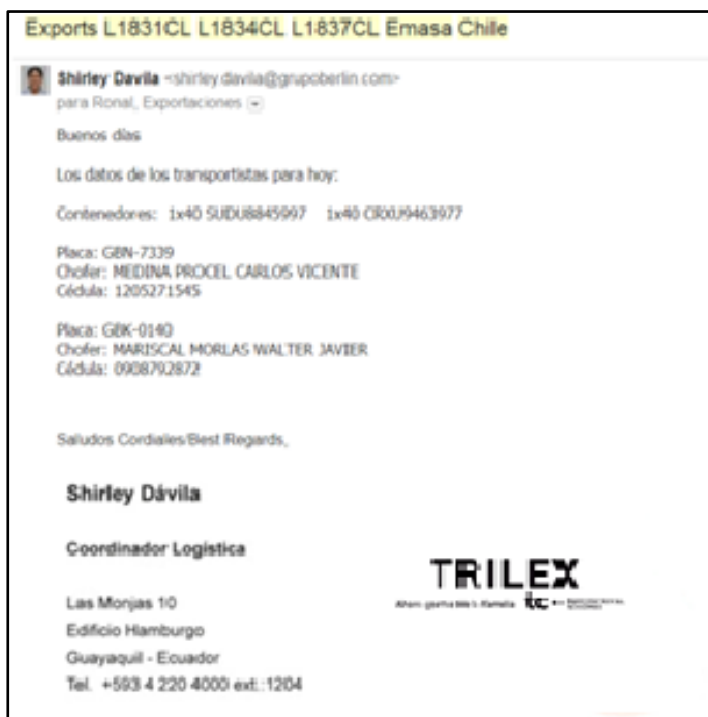 Exports L1831CL L1834CL L1837CL Emasa Chille
Shirley Davila <shirley.davila@grupoberlin.com>
para Ronal, Exportaciones
Buenos días
Los datos de los transportistas para hoy:
Contenedores: 1x40 SUDU8845997 1x40 CRXU9463977
Placa: GBN-7339
Chofer: MEDINA PROCEL CARLOS VICENTE
Cédula: 1205271545
Placa: GBK-0140
Chofer: MARISCAL MORLAS WALTER JAVIER
Cédula: 0908792872
Saludos Cordiales/Best Regards,
Shirley Dávila
Coordinador Logistica
TRILEX
Las Monjas 10
itc
Edificio Hamburgo
Guayaquil - Ecuador
Tel. +593 4 220 4000 ext.:1204